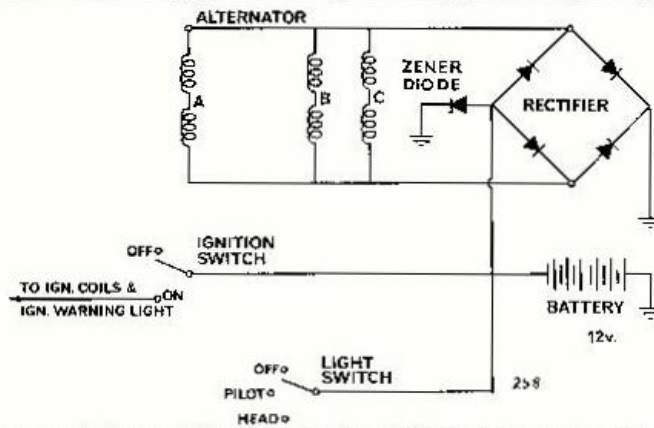 ALTERNATOR
ZENER
DIODE
A
B
C
RECTIFIER
OFF
IGNITION
SWITCH
TO IGN. COILS &
ON
IGN. WARNING LIGHT
BATTERY
12v.
OFF
LIGHT
SWITCH
PILOT
HEAD
258